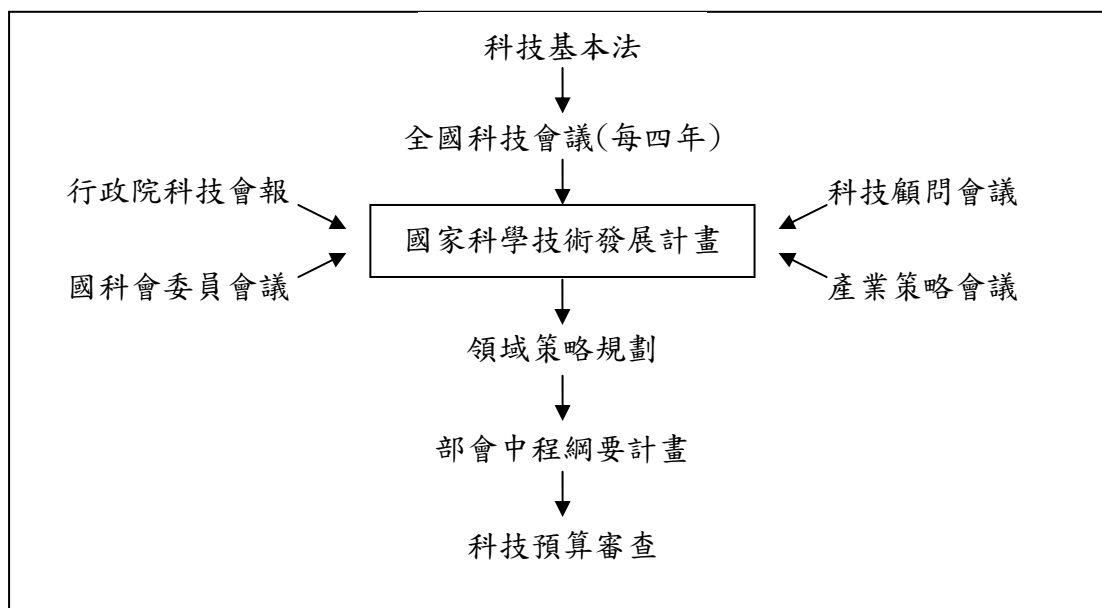 科技基本法
全國科技會議(每四年)
行政院科技會報
科技顧問會議
國家科學技術發展計畫
國科會委員會議
產業策略會議
領域策略規劃
部會中程綱要計畫
科技預算審查